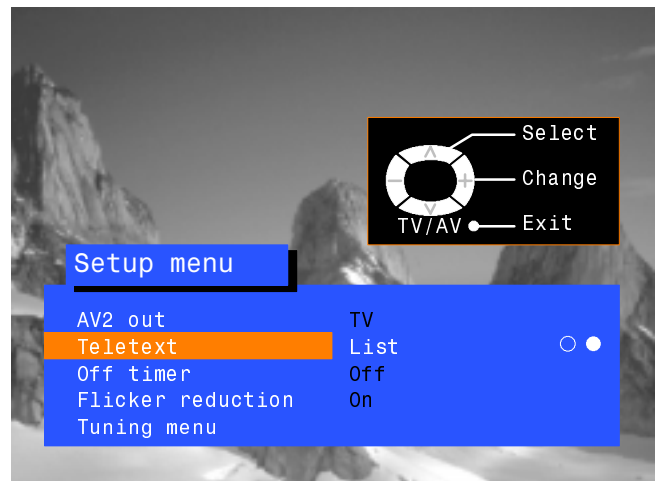 Select
Change
TV/AV Exit
Setup menu
AV2 out TV
Teletext List
Off timer Off
Flicker reduction On
Tuning menu